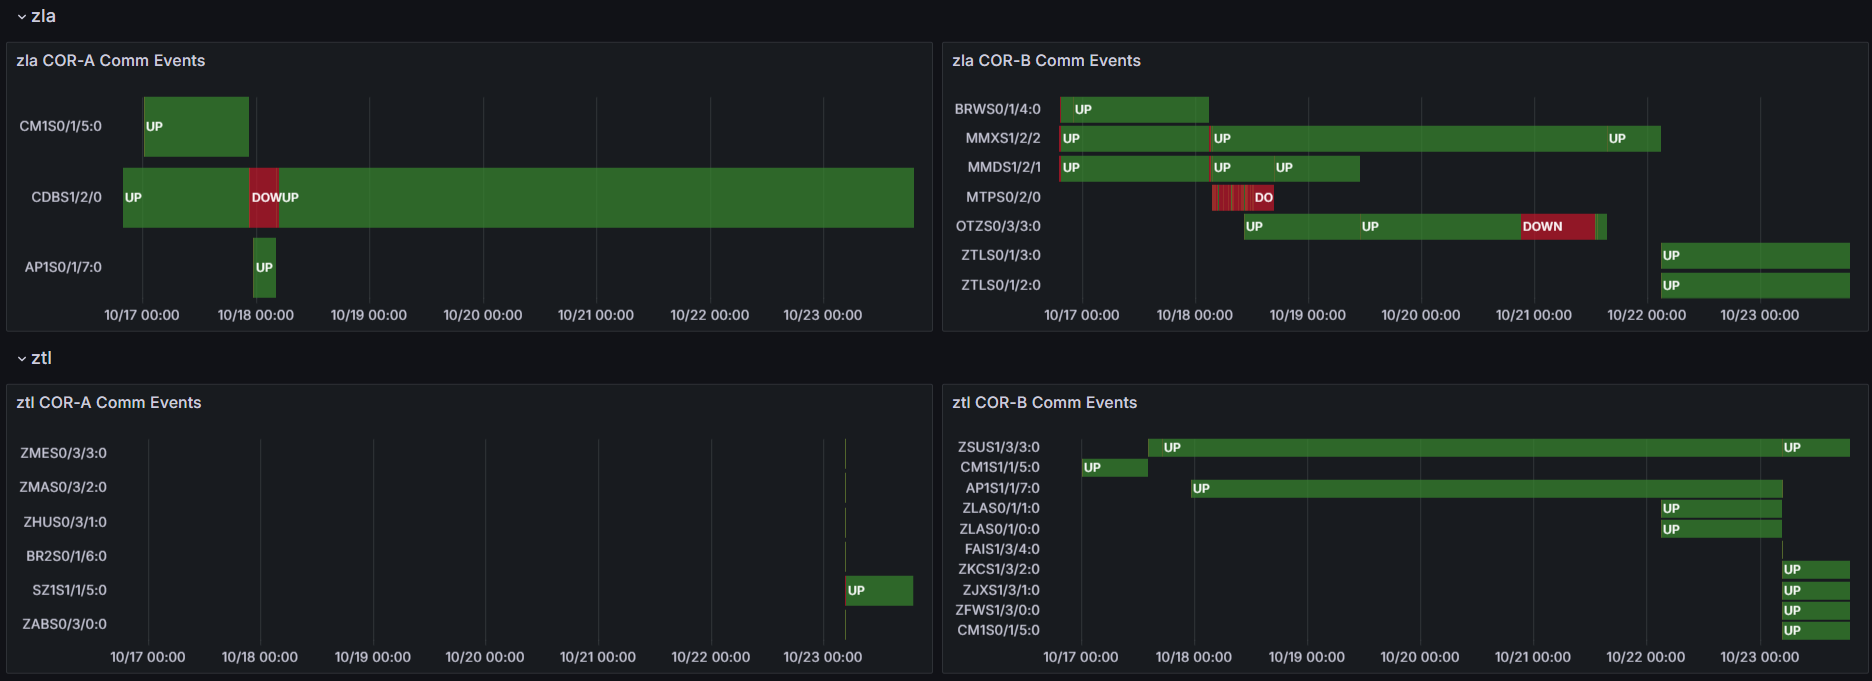 zla
zla COR-A Comm Events
CM1S0/1/5:0
UP
CDBS1/2/0
UP
DOWUP
AP1S0/1/7:0
UP
10/17 00:00 10/18 00:00 10/19 00:00 10/20 00:00 10/21 00:00 10/22 00:00 10/23 00:00
zla COR-B Comm Events
BRWS0/1/4:0 UP
MMXS1/2/2 UP UP UP
MMDS1/2/1 UP UP UP
MTPS0/2/0 DO
OTZS0/3/3:0 UP UP DOWN
ZTLS0/1/3:0 UP
ZTLS0/1/2:0 UP
10/17 00:00 10/18 00:00 10/19 00:00 10/20 00:00 10/21 00:00 10/22 00:00 10/23 00:00
ztl
ztl COR-A Comm Events
ZMES0/3/3:0
ZMAS0/3/2:0
ZHUS0/3/1:0
BR2S0/1/6:0
SZ1S1/1/5:0 UP
ZABS0/3/0:0
10/17 00:00 10/18 00:00 10/19 00:00 10/20 00:00 10/21 00:00 10/22 00:00 10/23 00:00
ztl COR-B Comm Events
ZSUS1/3/3:0 UP UP
CM1S1/1/5:0 UP
AP1S1/1/7:0 UP
ZLAS0/1/1:0 UP
ZLAS0/1/0:0 UP
FAIS1/3/4:0
ZKCS1/3/2:0 UP
ZJXS1/3/1:0 UP
ZFWS1/3/0:0 UP
CM1S0/1/5:0 UP
10/17 00:00 10/18 00:00 10/19 00:00 10/20 00:00 10/21 00:00 10/22 00:00 10/23 00:00